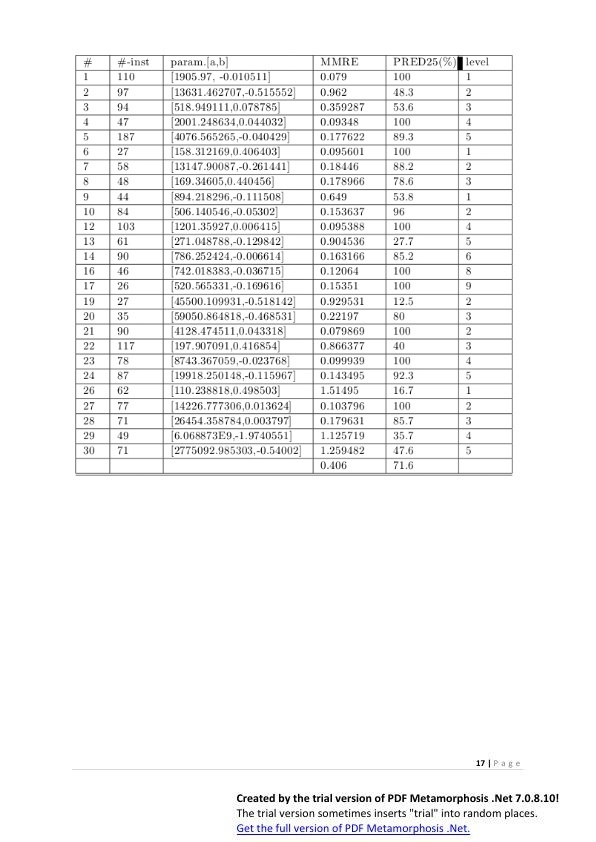 # #-inst param.[a,b] MMRE PRED25(%) level
1 110 [1905.97, -0.010511] 0.079 100 1
2 97 [13631.462707,-0.515552] 0.962 48.3 2
3 94 [518.949111,0.078785] 0.359287 53.6 3
4 47 [2001.248634,0.044032] 0.09348 100 4
5 187 [4076.565265,-0.040429] 0.177622 89.3 5
6 27 [158.312169,0.406403] 0.095601 100 1
7 58 [13147.90087,-0.261441] 0.18446 88.2 2
8 48 [169.34605,0.440456] 0.178966 78.6 3
9 44 [894.218296,-0.111508] 0.649 53.8 1
10 84 [506.140546,-0.05302] 0.153637 96 2
12 103 [1201.35927,0.006415] 0.095388 100 4
13 61 [271.048788,-0.129842] 0.904536 27.7 5
14 90 [786.252424,-0.006614] 0.163166 85.2 6
16 46 [742.018383,-0.036715] 0.12064 100 8
17 26 [520.565331,-0.169616] 0.15351 100 9
19 27 [45500.109931,-0.518142] 0.929531 12.5 2
20 35 [59050.864818,-0.468531] 0.22197 80 3
21 90 [4128.474511,0.043318] 0.079869 100 2
22 117 [197.907091,0.416854] 0.866377 40 3
23 78 [8743.367059,-0.023768] 0.099939 100 4
24 87 [19918.250148,-0.115967] 0.143495 92.3 5
26 62 [110.238818,0.498503] 1.51495 16.7 1
27 77 [14226.777306,0.013624] 0.103796 100 2
28 71 [26454.358784,0.003797] 0.179631 85.7 3
29 49 [6.068873E9,-1.9740551] 1.125719 35.7 4
30 71 [2775092.985303,-0.54002] 1.259482 47.6 5
0.406 71.6
17 | Page
Created by the trial version of PDF Metamorphosis .Net 7.0.8.10!
The trial version sometimes inserts "trial" into random places.
Get the full version of PDF Metamorphosis .Net.